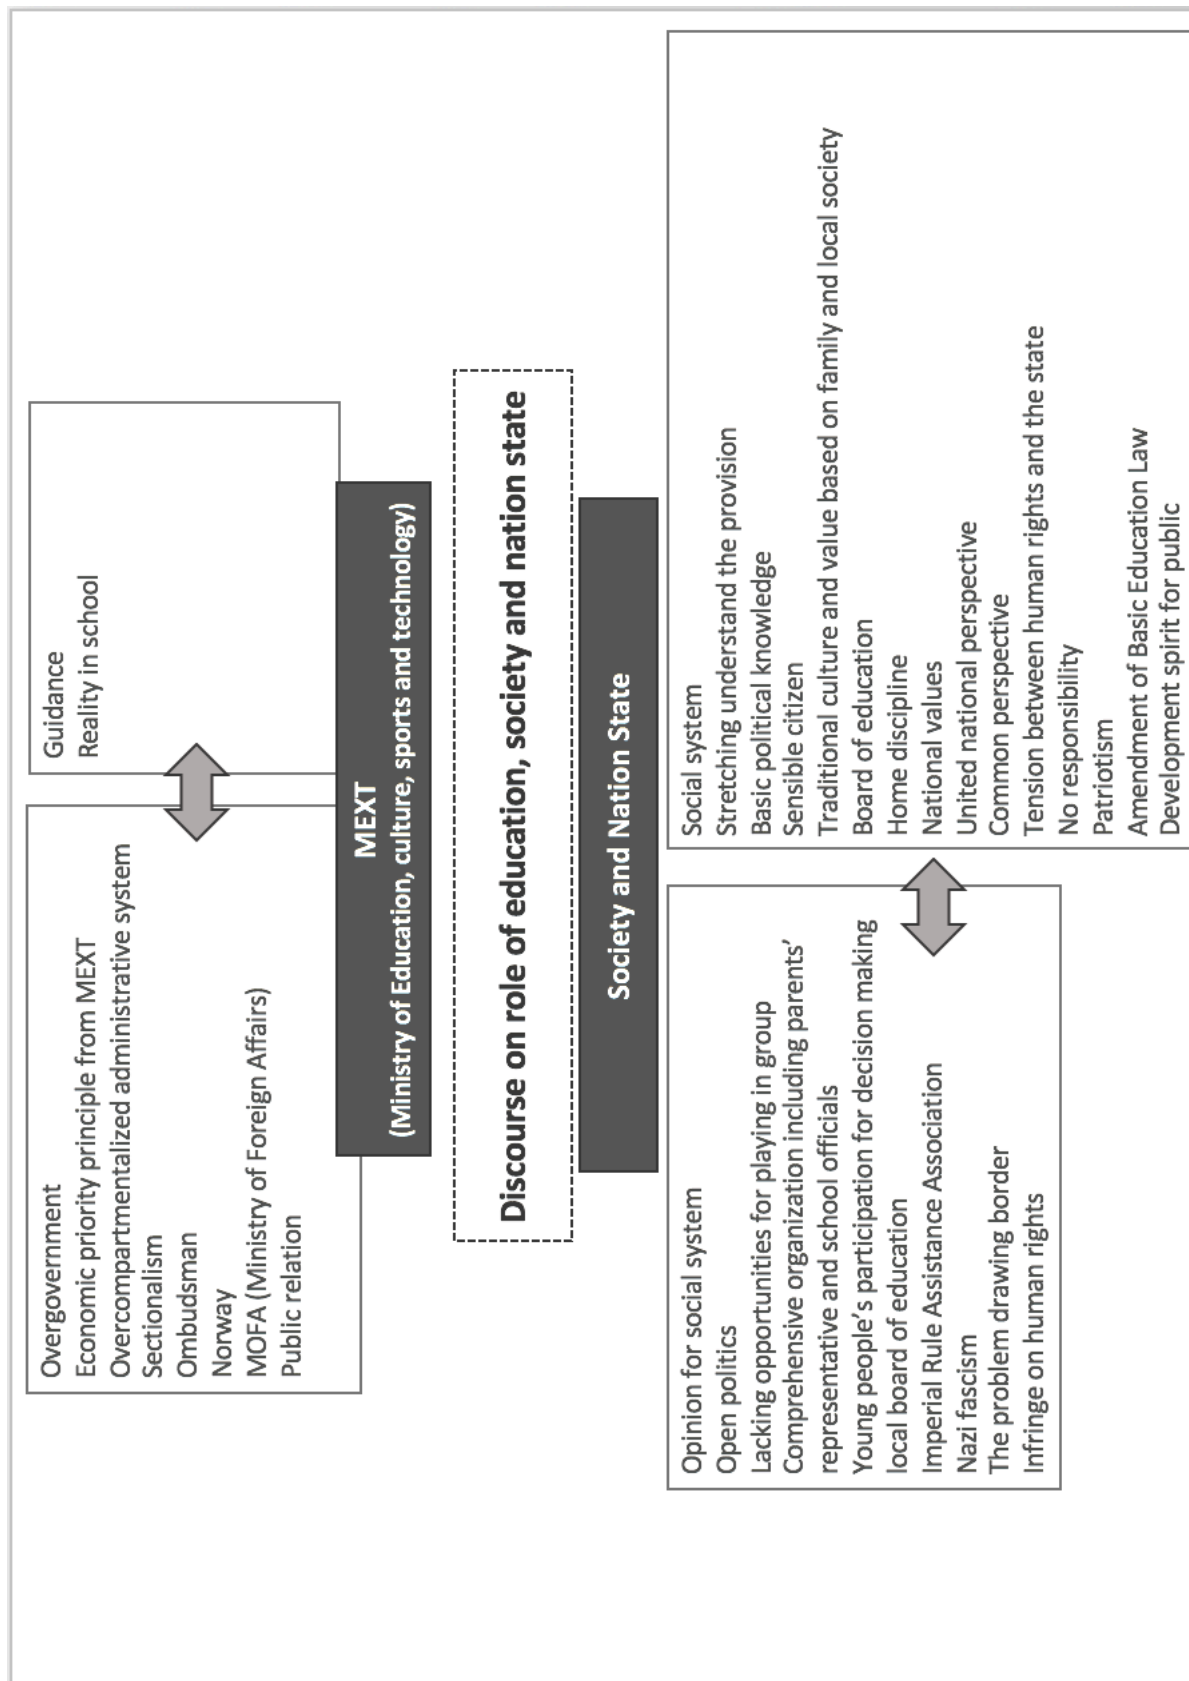 Overgovernment
Economic priority principle from MEXT
Overcompartmentalized administrative system
Sectionalism
Ombudsman
Norway
MOFA (Ministry of Foreign Affairs)
Public relation
Guidance
Reality in school
MEXT
(Ministry of Education, culture, sports and technology)
Discourse on role of education, society and nation state
Society and Nation State
Opinion for social system
Open politics
Lacking opportunities for playing in group
Comprehensive organization including parents’
representative and school officials
Young people’s participation for decision making
local board of education
Imperial Rule Assistance Association
Nazi fascism
The problem drawing border
Infringe on human rights
Social system
Stretching understand the provision
Basic political knowledge
Sensible citizen
Traditional culture and value based on family and local society
Board of education
Home discipline
National values
United national perspective
Common perspective
Tension between human rights and the state
No responsibility
Patriotism
Amendment of Basic Education Law
Development spirit for public